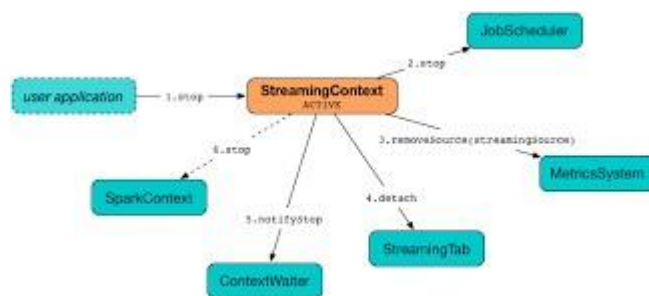 JobScheduler
2.stop
user application
1.stop
StreamingContext
ACTIVE
3.removeSource(streamingSource)
6.stop
MetricsSystem
SparkContext
4.detach
5.notifyStop
StreamingTab
ContextWaiter